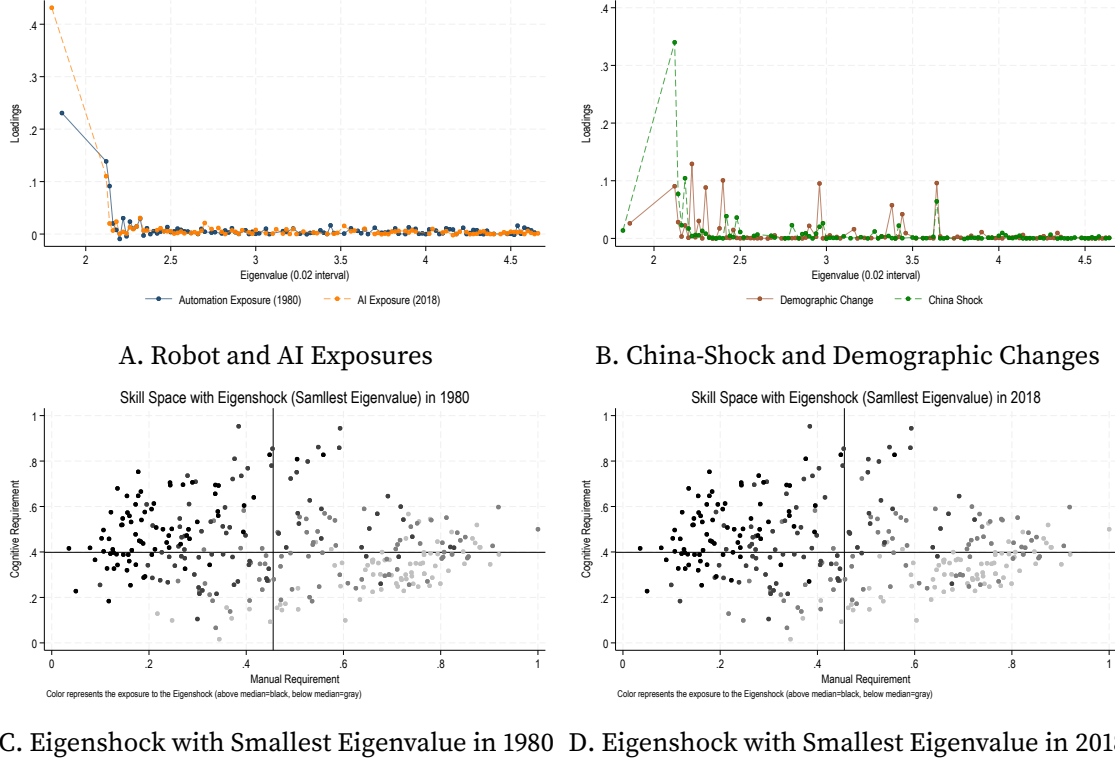 .4
.3
.2
.1
0
Loadings
2 2.5 3 3.5 4 4.5
Eigenvalue (0.02 interval)
Automation Exposure (1980) AI Exposure (2018)
.4
.3
.2
.1
0
Loadings
2 2.5 3 3.5 4 4.5
Eigenvalue (0.02 interval)
Demographic Change China Shock
A. Robot and AI Exposures
B. China-Shock and Demographic Changes
Skill Space with Eigenshock (Samllest Eigenvalue) in 1980
1
.8
.6
.4
.2
0
Cognitive Requirement
0 .2 .4 .6 .8 1
Manual Requirement
Color represents the exposure to the Eigenshock (above median=black, below median=gray)
Skill Space with Eigenshock (Samllest Eigenvalue) in 2018
1
.8
.6
.4
.2
0
Cognitive Requirement
0 .2 .4 .6 .8 1
Manual Requirement
Color represents the exposure to the Eigenshock (above median=black, below median=gray)
C. Eigenshock with Smallest Eigenvalue in 1980
D. Eigenshock with Smallest Eigenvalue in 2018